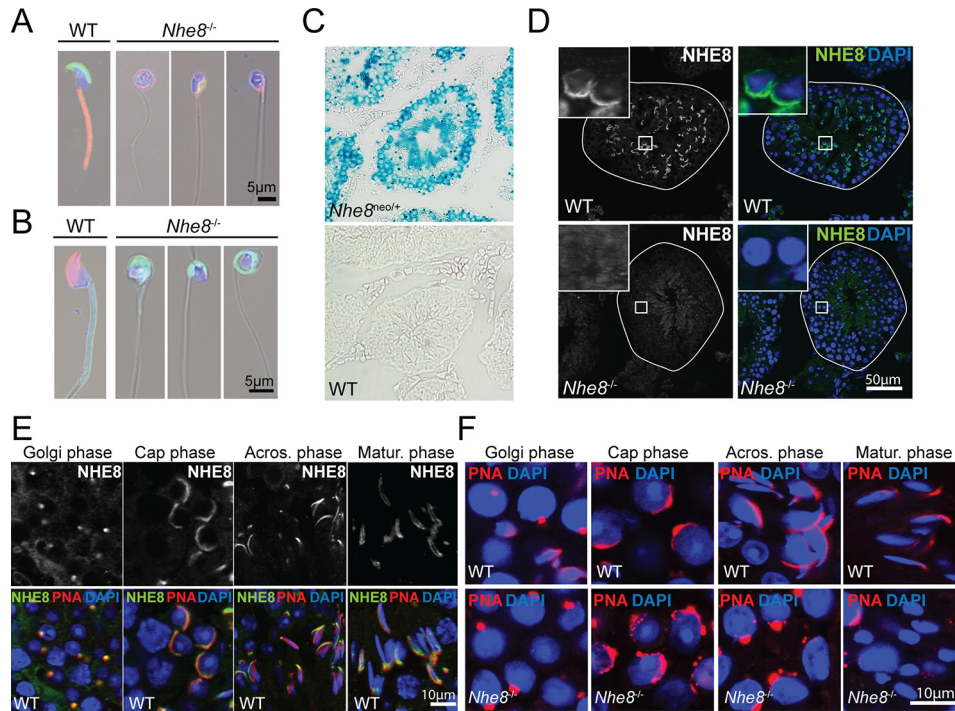 A
WT
Nhe8-/-
5µm
B
WT
Nhe8-/-
5µm
C
Nhe8neo/+
WT
D
NHE8
NHE8 DAPI
WT
WT
NHE8
NHE8 DAPI
Nhe8-/-
Nhe8-/-
50µm
E
Golgi phase
Cap phase
Acros. phase
Matur. phase
NHE8
NHE8
NHE8
NHE8
NHE8 PNA DAPI
NHE8 PNA DAPI
NHE8 PNA DAPI
NHE8 PNA DAPI
WT
WT
WT
WT
10µm
F
Golgi phase
Cap phase
Acros. phase
Matur. phase
PNA DAPI
PNA DAPI
PNA DAPI
PNA DAPI
WT
WT
WT
WT
PNA DAPI
PNA DAPI
PNA DAPI
PNA DAPI
Nhe8-/-
Nhe8-/-
Nhe8-/-
Nhe8-/-
10µm